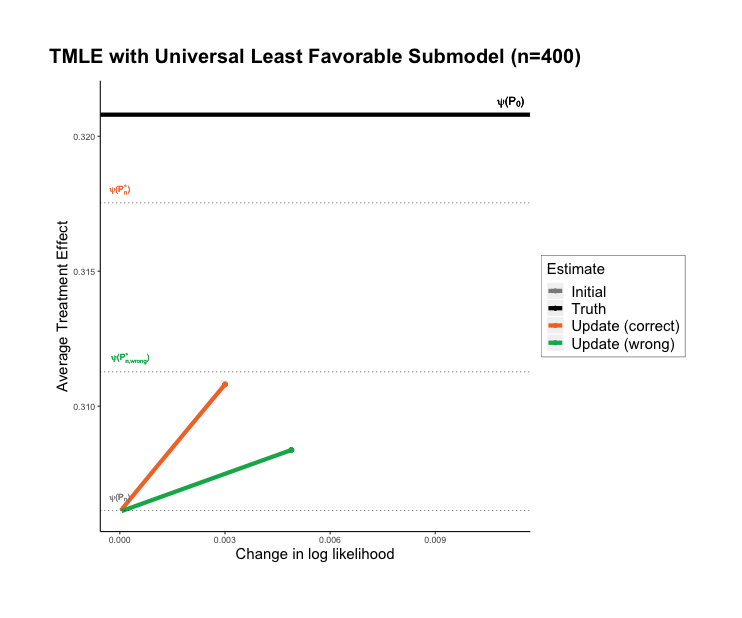 TMLE with Universal Least Favorable Submodel (n=400)
ψ(P₀)
0.320
ψ(Pₙ*)
0.315
Average Treatment Effect
ψ(P*ₙ,wrong)
0.310
ψ(Pₙ)
0.000 0.003 0.006 0.009
Change in log likelihood
Estimate
Initial
Truth
Update (correct)
Update (wrong)